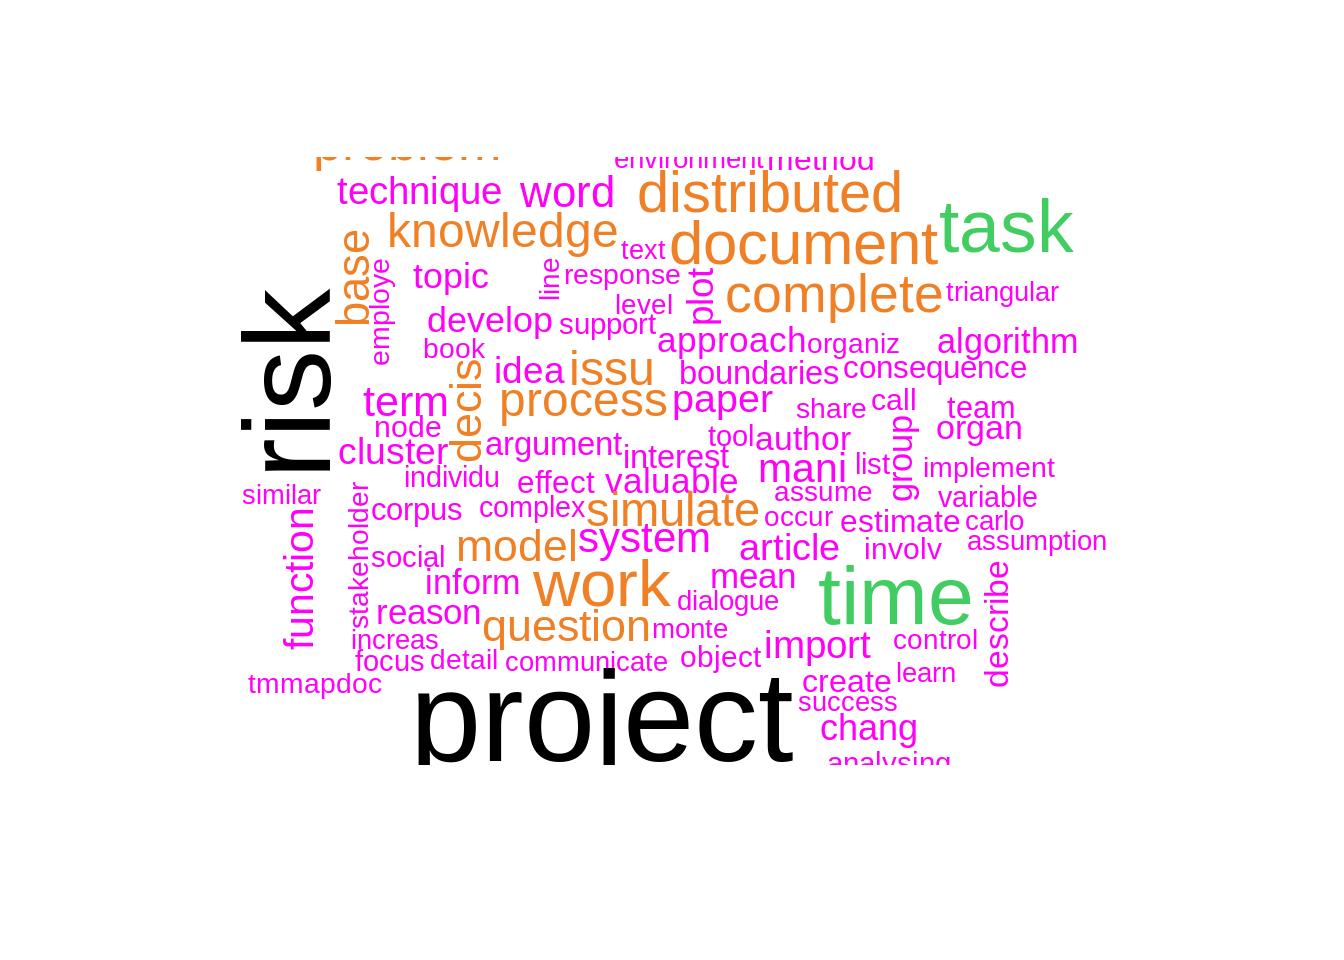 problem
environment method
technique word distributed
knowledge document task
base text
employe topic line response plot complete triangular
level
risk develop support approach organiz algorithm
book idea issu boundaries consequence
decis process paper share call team
term
node tool author group organ
cluster argument interest mani list implement
individu effect valuable assume variable
similar stakeholder corpus complex simulate occur estimate carlo
function social model system article involv assumption
inform work mean time describe
reason dialogue
increas question monte import control
focus detail communicate object
tmmapdoc project create learn
success
chang
analysing